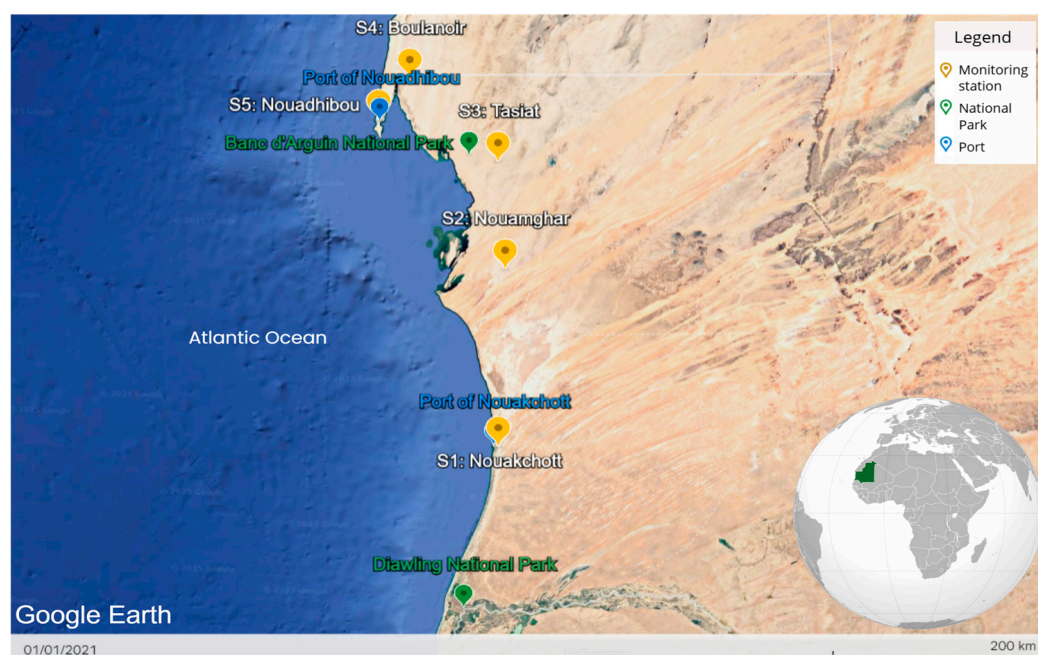 S4: Boulanoir
Port of Nouadhibou
S5: Nouadhibou
S3: Tasiat
Banc d'Arguin National Park
S2: Nouamghar
Atlantic Ocean
Port of Nouakchott
S1: Nouakchott
Diawling National Park
Google Earth
01/01/2021
200 km
Legend
Monitoring
station
National
Park
Port